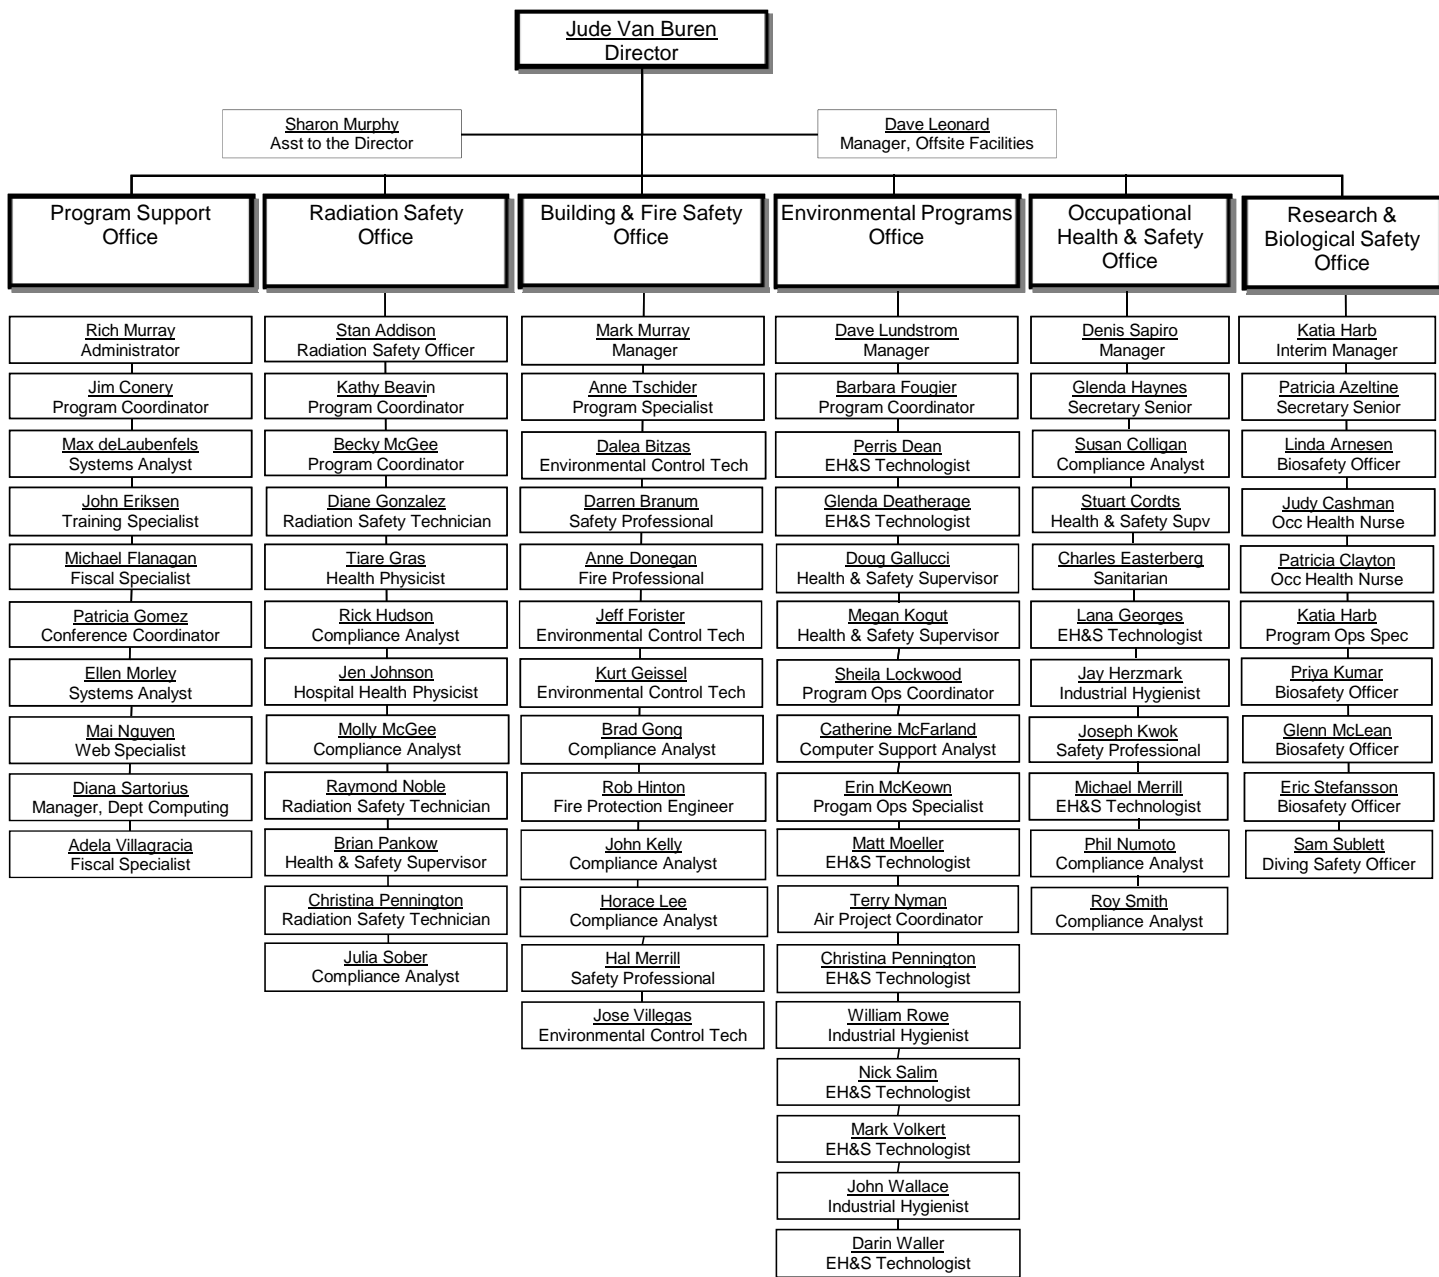 Jude Van Buren
Director
Sharon Murphy
Asst to the Director
Dave Leonard
Manager, Offsite Facilities
Program Support
Office
Rich Murray
Administrator
Jim Conery
Program Coordinator
Max deLaubenfels
Systems Analyst
John Eriksen
Training Specialist
Michael Flanagan
Fiscal Specialist
Patricia Gomez
Conference Coordinator
Ellen Morley
Systems Analyst
Mai Nguyen
Web Specialist
Diana Sartorius
Manager, Dept Computing
Adela Villagracia
Fiscal Specialist
Radiation Safety
Office
Stan Addison
Radiation Safety Officer
Kathy Beavin
Program Coordinator
Becky McGee
Program Coordinator
Diane Gonzalez
Radiation Safety Technician
Tiare Gras
Health Physicist
Rick Hudson
Compliance Analyst
Jen Johnson
Hospital Health Physicist
Molly McGee
Compliance Analyst
Raymond Noble
Radiation Safety Technician
Brian Pankow
Health & Safety Supervisor
Christina Pennington
Radiation Safety Technician
Julia Sober
Compliance Analyst
Building & Fire Safety
Office
Mark Murray
Manager
Anne Tschider
Program Specialist
Dalea Bitzas
Environmental Control Tech
Darren Branum
Safety Professional
Anne Donegan
Fire Professional
Jeff Forister
Environmental Control Tech
Kurt Geissel
Environmental Control Tech
Brad Gong
Compliance Analyst
Rob Hinton
Fire Protection Engineer
John Kelly
Compliance Analyst
Horace Lee
Compliance Analyst
Hal Merrill
Safety Professional
Jose Villegas
Environmental Control Tech
Environmental Programs
Office
Dave Lundstrom
Manager
Barbara Fougier
Program Coordinator
Perris Dean
EH&S Technologist
Glenda Deatherage
EH&S Technologist
Doug Gallucci
Health & Safety Supervisor
Megan Kogut
Health & Safety Supervisor
Sheila Lockwood
Program Ops Coordinator
Catherine McFarland
Computer Support Analyst
Erin McKeown
Progam Ops Specialist
Matt Moeller
EH&S Technologist
Terry Nyman
Air Project Coordinator
Christina Pennington
EH&S Technologist
William Rowe
Industrial Hygienist
Nick Salim
EH&S Technologist
Mark Volkert
EH&S Technologist
John Wallace
Industrial Hygienist
Darin Waller
EH&S Technologist
Occupational
Health & Safety
Office
Denis Sapiro
Manager
Glenda Haynes
Secretary Senior
Susan Colligan
Compliance Analyst
Stuart Cordts
Health & Safety Supv
Charles Easterberg
Sanitarian
Lana Georges
EH&S Technologist
Jay Herzmark
Industrial Hygienist
Joseph Kwok
Safety Professional
Michael Merrill
EH&S Technologist
Phil Numoto
Compliance Analyst
Roy Smith
Compliance Analyst
Research &
Biological Safety
Office
Katia Harb
Interim Manager
Patricia Azeltine
Secretary Senior
Linda Arnesen
Biosafety Officer
Judy Cashman
Occ Health Nurse
Patricia Clayton
Occ Health Nurse
Katia Harb
Program Ops Spec
Priya Kumar
Biosafety Officer
Glenn McLean
Biosafety Officer
Eric Stefansson
Biosafety Officer
Sam Sublett
Diving Safety Officer